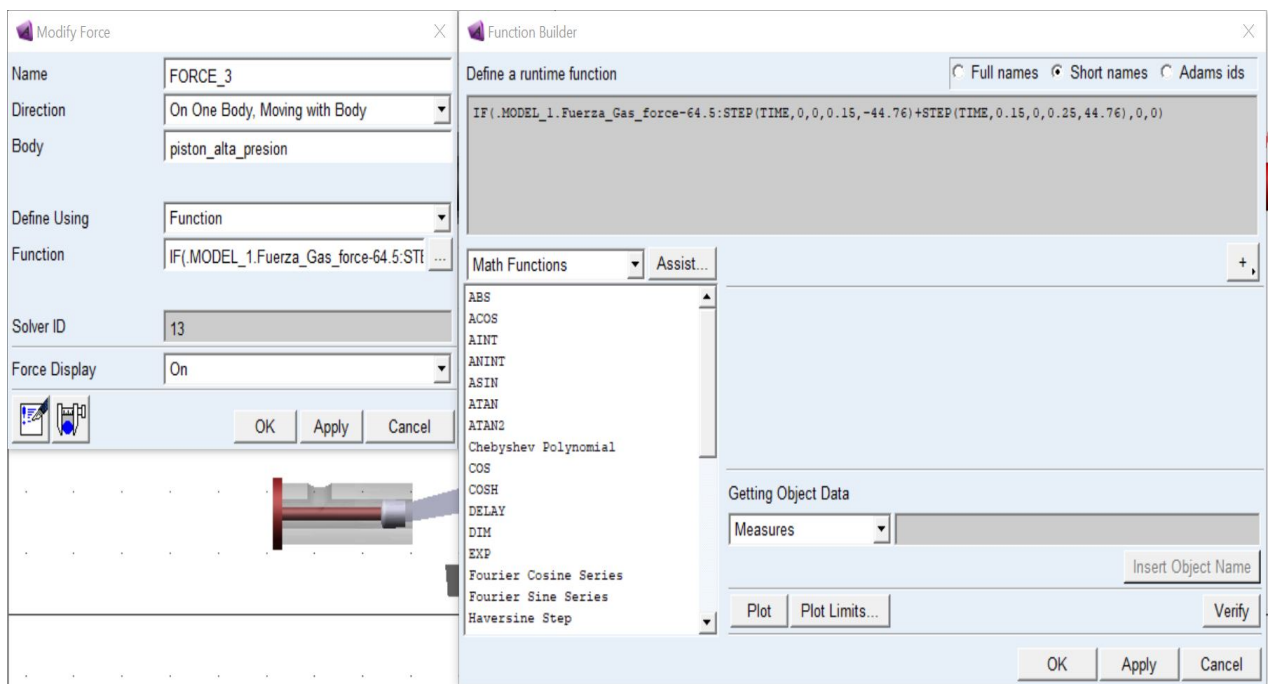 Modify Force
Name FORCE_3
Direction On One Body, Moving with Body
Body piston_alta_presion
Define Using Function
Function IF(.MODEL_1.Fuerza_Gas_force-64.5:STE ...
Solver ID 13
Force Display On
OK Apply Cancel
Function Builder
Define a runtime function Full names Short names Adams ids
IF(.MODEL_1.Fuerza_Gas_force-64.5:STEP(TIME,0,0,0.15,-44.76)+STEP(TIME,0.15,0,0.25,44.76),0,0)
Math Functions Assist... +
ABS
ACOS
AINT
ANINT
ASIN
ATAN
ATAN2
Chebyshev Polynomial
COS
COSH
DELAY
DIM
EXP
Fourier Cosine Series
Fourier Sine Series
Haversine Step
Getting Object Data
Measures
Insert Object Name
Plot Plot Limits... Verify
OK Apply Cancel